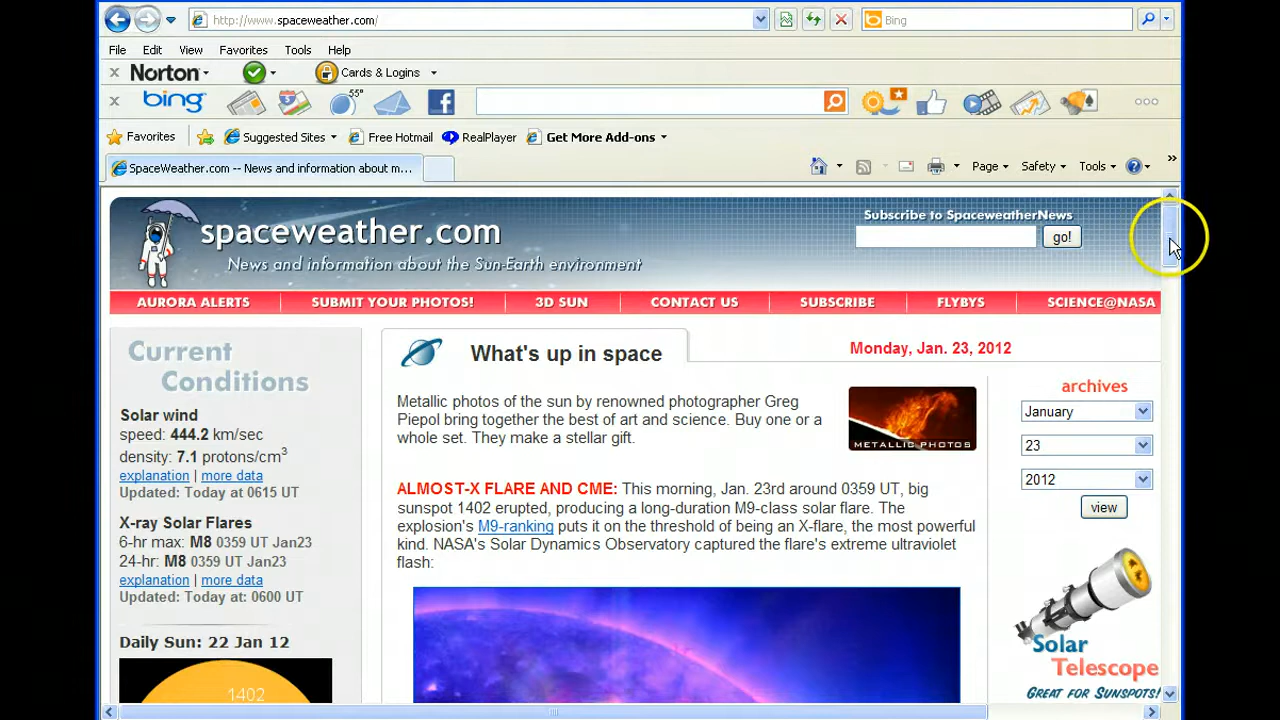 http://www.spaceweather.com/
Bing
File Edit View Favorites Tools Help
Norton
Cards & Logins
bing
55°
Favorites
Suggested Sites
Free Hotmail
RealPlayer
Get More Add-ons
SpaceWeather.com -- News and information about m...
Page
Safety
Tools
spaceweather.com
News and information about the Sun-Earth environment
Subscribe to SpaceweatherNews
go!
AURORA ALERTS
SUBMIT YOUR PHOTOS!
3D SUN
CONTACT US
SUBSCRIBE
FLYBYS
SCIENCE@NASA
Current
Conditions
Solar wind
speed: 444.2 km/sec
density: 7.1 protons/cm3
explanation | more data
Updated: Today at 0615 UT
X-ray Solar Flares
6-hr max: M8 0359 UT Jan23
24-hr: M8 0359 UT Jan23
explanation | more data
Updated: Today at: 0600 UT
Daily Sun: 22 Jan 12
1402
What's up in space
Monday, Jan. 23, 2012
Metallic photos of the sun by renowned photographer Greg
Piepol bring together the best of art and science. Buy one or a
whole set. They make a stellar gift.
METALLIC PHOTOS
ALMOST-X FLARE AND CME: This morning, Jan. 23rd around 0359 UT, big
sunspot 1402 erupted, producing a long-duration M9-class solar flare. The
explosion's M9-ranking puts it on the threshold of being an X-flare, the most powerful
kind. NASA's Solar Dynamics Observatory captured the flare's extreme ultraviolet
flash:
archives
January
23
2012
view
Solar
Telescope
GREAT FOR SUNSPOTS!